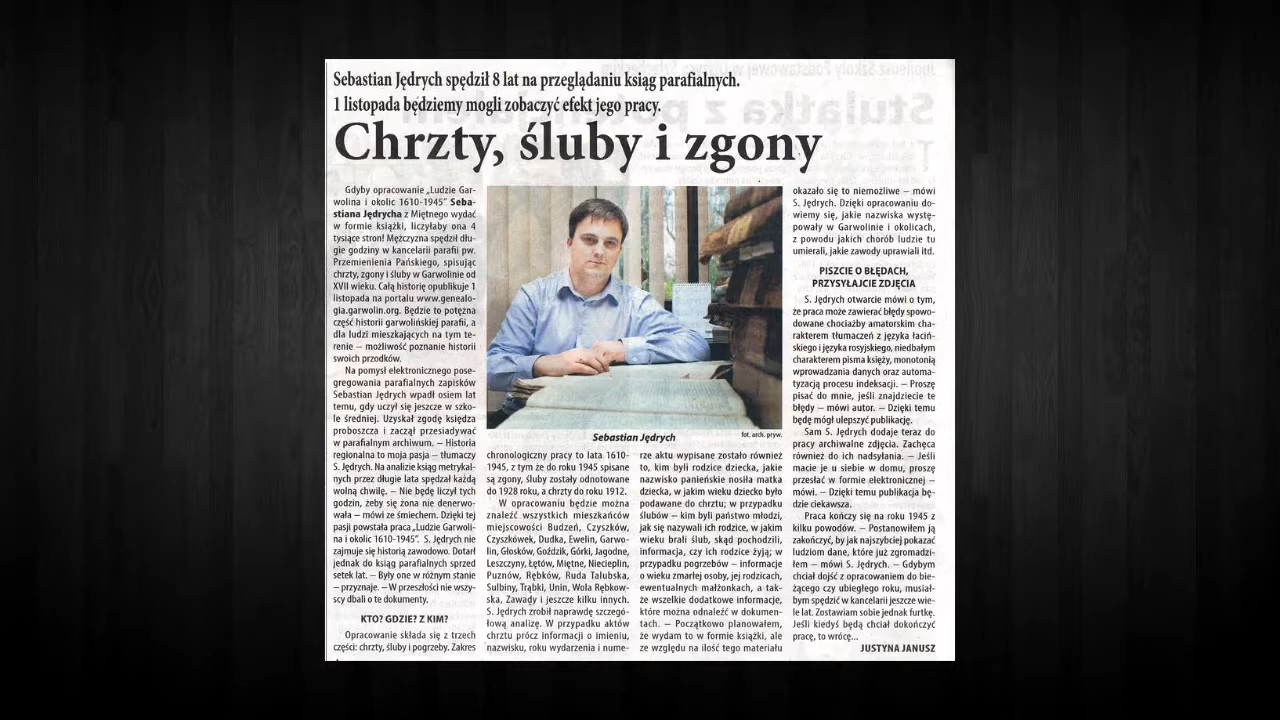 Sebastian Jędrych spędził 8 lat na przeglądaniu ksiąg parafialnych.
1 listopada będziemy mogli zobaczyć efekt jego pracy.
Chrzty, śluby i zgony
Gdyby opracowanie „Ludzie Gar-
wolina i okolic 1610-1945” Seba-
stiana Jędrycha z Miętnego wydać
w formie książki, liczyłaby ona 4
tysiące stron! Mężczyzna spędził dłu-
gie godziny w kancelarii parafii pw.
Przemienienia Pańskiego, spisując
chrzty, zgony i śluby w Garwolinie od
XVII wieku. Całą historię opublikuje 1
listopada na portalu www.genealo-
gia.garwolin.org. Będzie to potężna
część historii garwolińskiej parafii, a
dla ludzi mieszkających na tym te-
renie – możliwość poznanie historii
swoich przodków.
Na pomysł elektronicznego pose-
gregowania parafialnych zapisków
Sebastian Jędrych wpadł osiem lat
temu, gdy uczył się jeszcze w szko-
le średniej. Uzyskał zgodę księdza
proboszcza i zaczął przesiadywać
w parafialnym archiwum. – Historia
regionalna to moja pasja – tłumaczy
S. Jędrych. Na analizie ksiąg metrykal-
nych przez długie lata spędzał każdą
wolną chwilę. – Nie będę liczył tych
godzin, żeby się żona nie denerwo-
wała – mówi ze śmiechem. Dzięki tej
pasji powstała praca „Ludzie Garwoli-
na i okolic 1610-1945”. S. Jędrych nie
zajmuje się historią zawodowo. Dotarł
jednak do ksiąg parafialnych sprzed
setek lat. – Były one w różnym stanie
– przyznaje. – W przeszłości nie wszy-
scy dbali o te dokumenty.
KTO? GDZIE? Z KIM?
Opracowanie składa się z trzech
części: chrzty, śluby i pogrzeby. Zakres
fot. arch. pryw.
Sebastian Jędrych
chronologiczny pracy to lata 1610-
1945, z tym że do roku 1945 spisane
są zgony, śluby zostały odnotowane
do 1928 roku, a chrzty do roku 1912.
W opracowaniu będzie można
znaleźć wszystkich mieszkańców
miejscowości Budzeń, Czyszków,
Czyszkówek, Dudka, Ewelin, Garwo-
lin, Głosków, Goździk, Górki, Jagodne,
Leszczyny, Łętów, Miętne, Niecieplin,
Puznów, Rębków, Ruda Talubska,
Sulbiny, Trąbki, Unin, Wola Rębkow-
ska, Zawady i jeszcze kilku innych.
S. Jędrych zrobił naprawdę szczegó-
łową analizę. W przypadku aktów
chrztu prócz informacji o imieniu,
nazwisku, roku wydarzenia i nume-
rze aktu wypisane zostało również
to, kim byli rodzice dziecka, jakie
nazwisko panieńskie nosiła matka
dziecka, w jakim wieku dziecko było
podawane do chrztu; w przypadku
ślubów – kim byli państwo młodzi,
jak się nazywali ich rodzice, w jakim
wieku brali ślub, skąd pochodzili,
informacja, czy ich rodzice żyją; w
przypadku pogrzebów – informacje
o wieku zmarłej osoby, jej rodzicach,
ewentualnych małżonkach, a tak-
że wszelkie dodatkowe informacje,
które można odnaleźć w dokumen-
tach. – Początkowo planowałem,
że wydam to w formie książki, ale
ze względu na ilość tego materiału
okazało się to niemożliwe – mówi
S. Jędrych. Dzięki opracowaniu do-
wiemy się, jakie nazwiska wystę-
powały w Garwolinie i okolicach,
z powodu jakich chorób ludzie tu
umierali, jakie zawody uprawiali itd.
PISZCIE O BŁĘDACH,
PRZYSYŁAJCIE ZDJĘCIA
S. Jędrych otwarcie mówi o tym,
że praca może zawierać błędy spowo-
dowane chociażby amatorskim cha-
rakterem tłumaczeń z języka łaciń-
skiego i języka rosyjskiego, niedbałym
charakterem pisma księży, monotonią
wprowadzania danych oraz automa-
tyzacją procesu indeksacji. – Proszę
pisać do mnie, jeśli znajdziecie te
błędy – mówi autor. – Dzięki temu
będę mógł ulepszyć publikację.
Sam S. Jędrych dodaje teraz do
pracy archiwalne zdjęcia. Zachęca
również do ich nadsyłania. – Jeśli
macie je u siebie w domu, proszę
przesłać w formie elektronicznej –
mówi. – Dzięki temu publikacja bę-
dzie ciekawsza.
Praca kończy się na roku 1945 z
kilku powodów. – Postanowiłem ją
zakończyć, by jak najszybciej pokazać
ludziom dane, które już zgromadzi-
łem – mówi S. Jędrych. – Gdybym
chciał dojść z opracowaniem do bie-
żącego czy ubiegłego roku, musiał-
bym spędzić w kancelarii jeszcze wie-
le lat. Zostawiam sobie jednak furtkę.
Jeśli kiedyś będą chciał dokończyć
pracę, to wrócę...
JUSTYNA JANUSZ